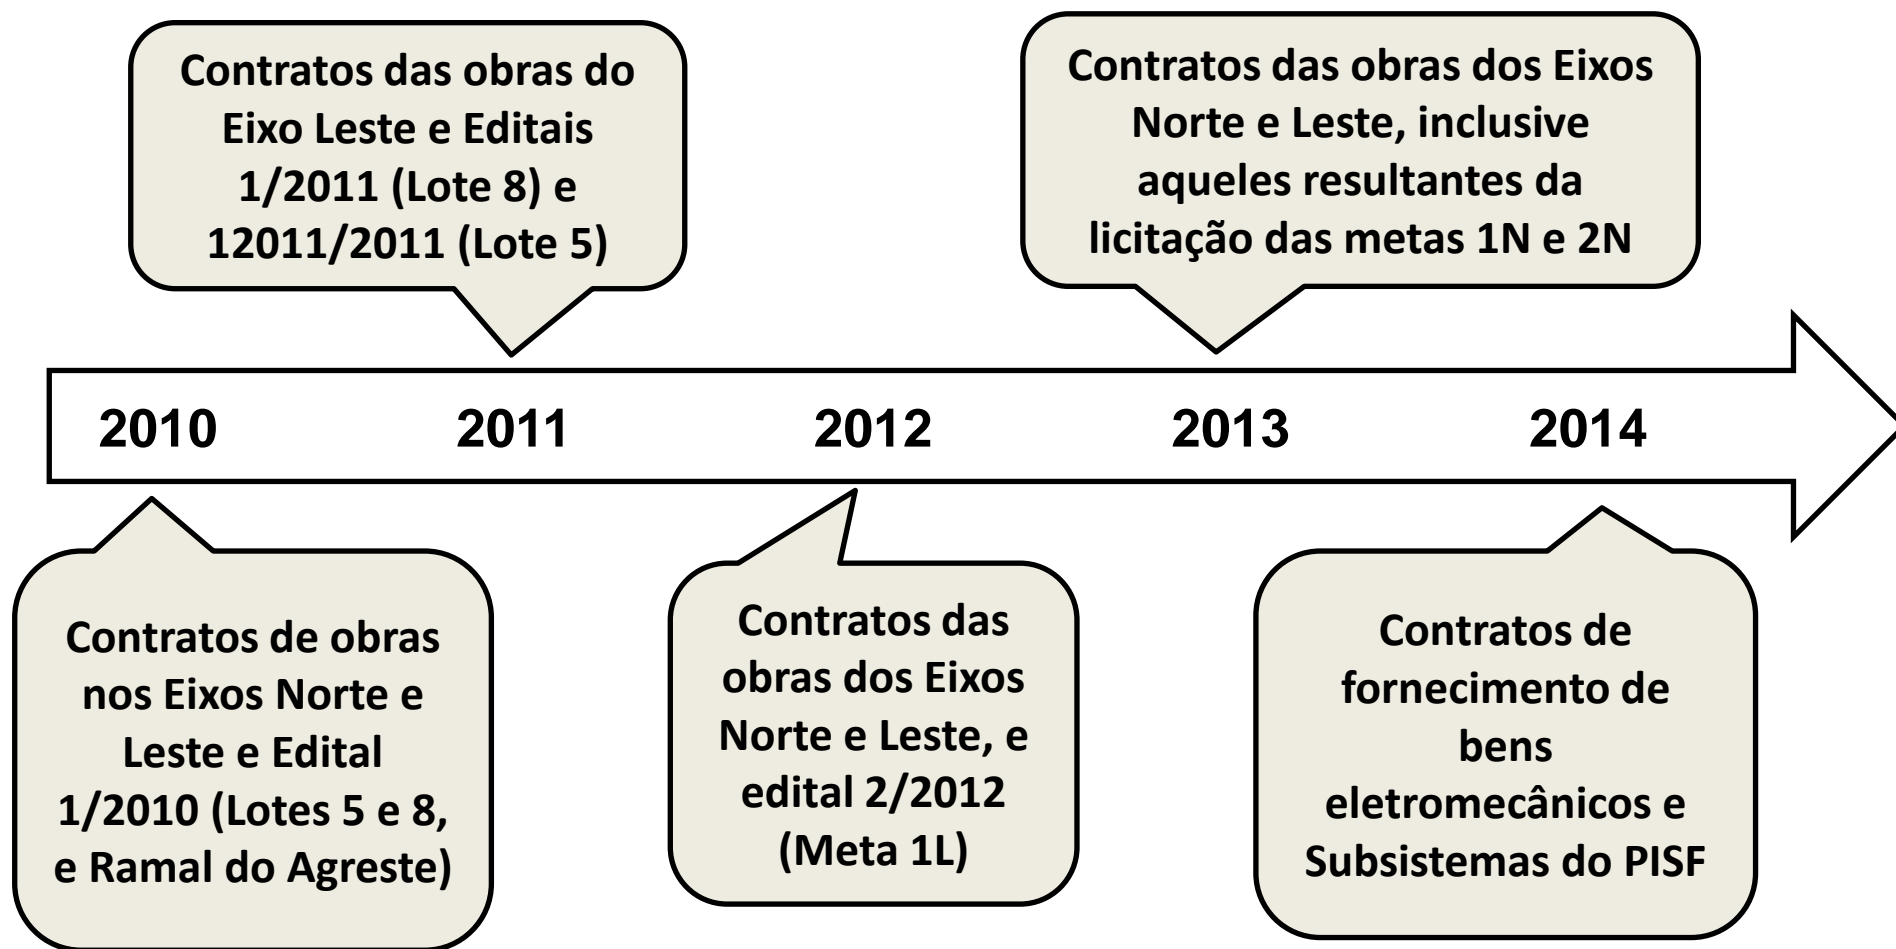 Contratos das obras do
Eixo Leste e Editais
1/2011 (Lote 8) e
12011/2011 (Lote 5)
Contratos das obras dos Eixos
Norte e Leste, inclusive
aqueles resultantes da
licitação das metas 1N e 2N
2010 2011 2012 2013 2014
Contratos de obras
nos Eixos Norte e
Leste e Edital
1/2010 (Lotes 5 e 8,
e Ramal do Agreste)
Contratos das
obras dos Eixos
Norte e Leste, e
edital 2/2012
(Meta 1L)
Contratos de
fornecimento de
bens
eletromecânicos e
Subsistemas do PISF